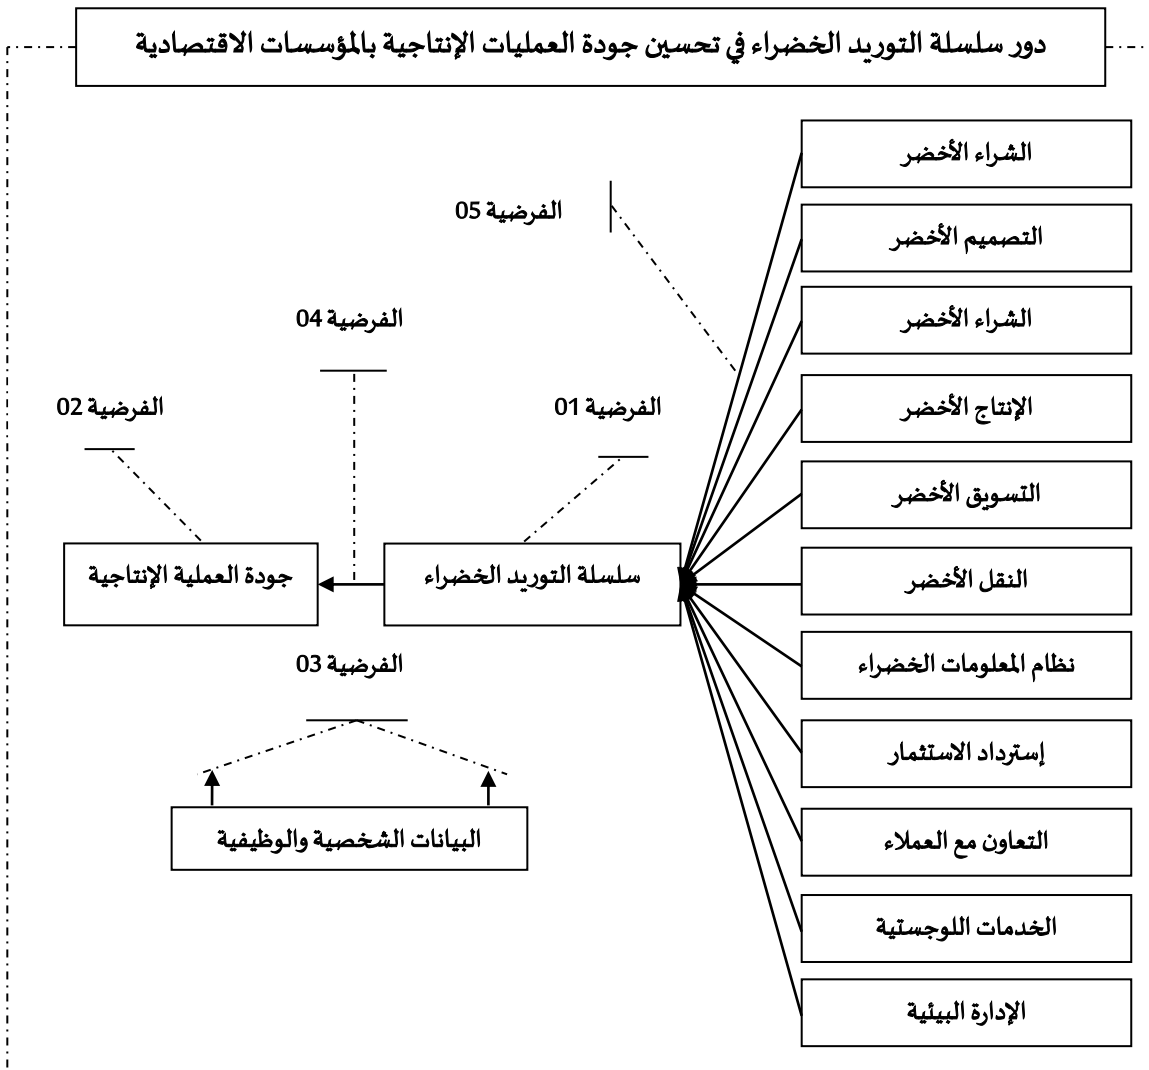 دور سلسلة التوريد الخضراء في تحسين جودة العمليات الإنتاجية بالمؤسسات الاقتصادية
الشراء الأخضر
التصميم الأخضر
الشراء الأخضر
الإنتاج الأخضر
التسويق الأخضر
النقل الأخضر
نظام المعلومات الخضراء
إسترداد الاستثمار
التعاون مع العملاء
الخدمات اللوجستية
الإدارة البيئية
الفرضية 05
الفرضية 04
الفرضية 01
الفرضية 02
سلسلة التوريد الخضراء
جودة العملية الإنتاجية
الفرضية 03
البيانات الشخصية والوظيفية